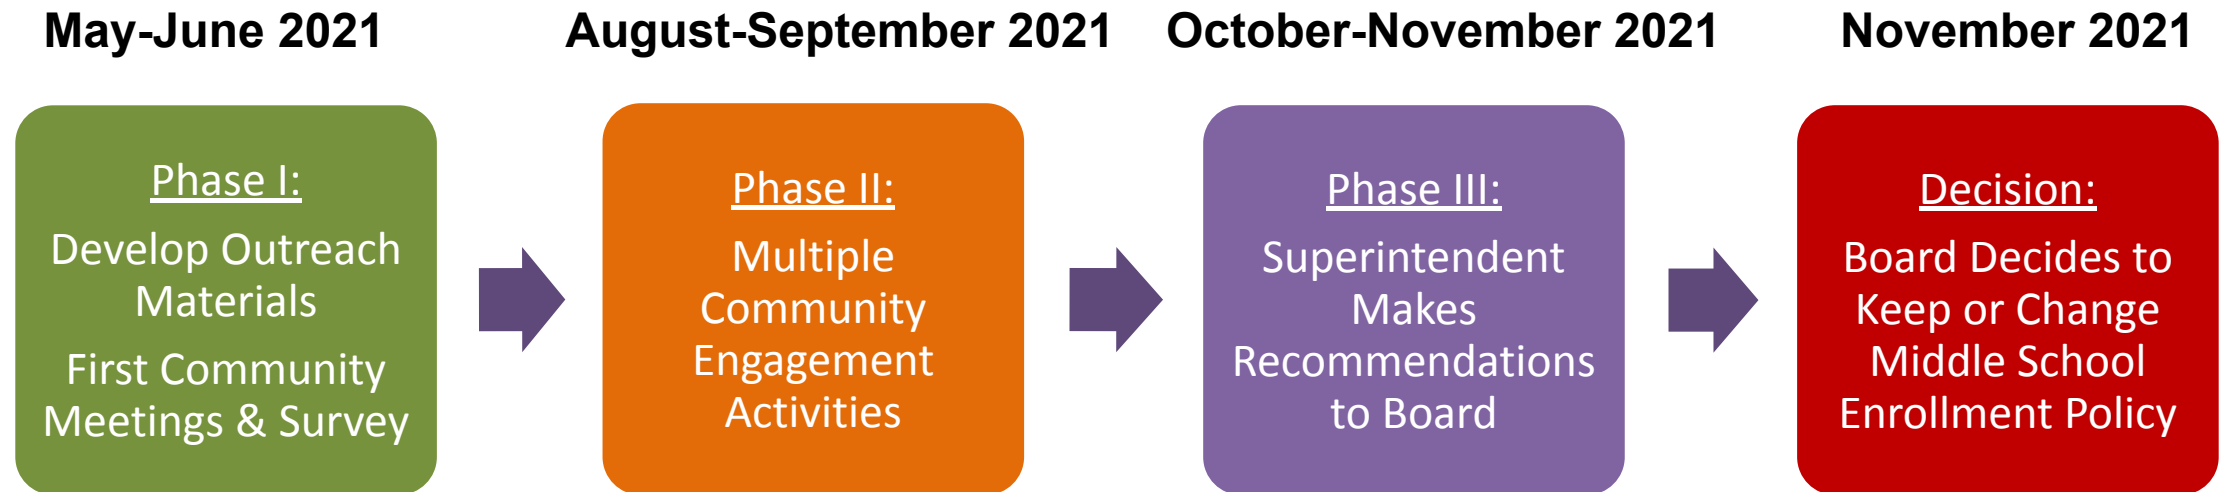 May-June 2021
August-September 2021
October-November 2021
November 2021
Phase I:
Develop Outreach
Materials
First Community
Meetings & Survey
Phase II:
Multiple
Community
Engagement
Activities
Phase III:
Superintendent
Makes
Recommendations
to Board
Decision:
Board Decides to
Keep or Change
Middle School
Enrollment Policy